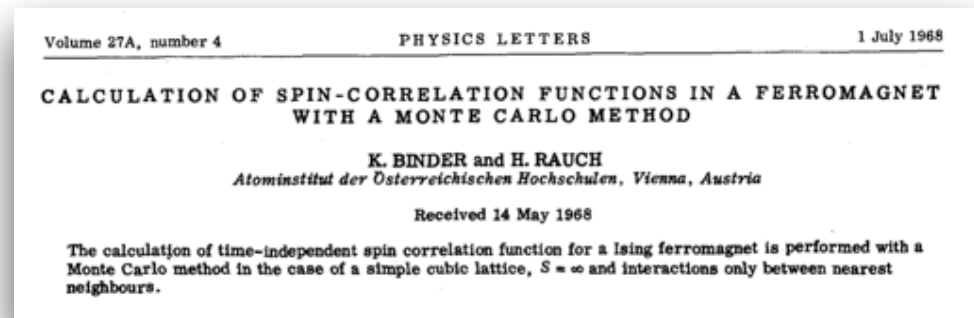 Volume 27A, number 4 PHYSICS LETTERS 1 July 1968
CALCULATION OF SPIN-CORRELATION FUNCTIONS IN A FERROMAGNET
WITH A MONTE CARLO METHOD
K. BINDER and H. RAUCH
Atominstitut der Österreichischen Hochschulen, Vienna, Austria
Received 14 May 1968
The calculation of time-independent spin correlation function for a Ising ferromagnet is performed with a
Monte Carlo method in the case of a simple cubic lattice, S = ∞ and interactions only between nearest
neighbours.